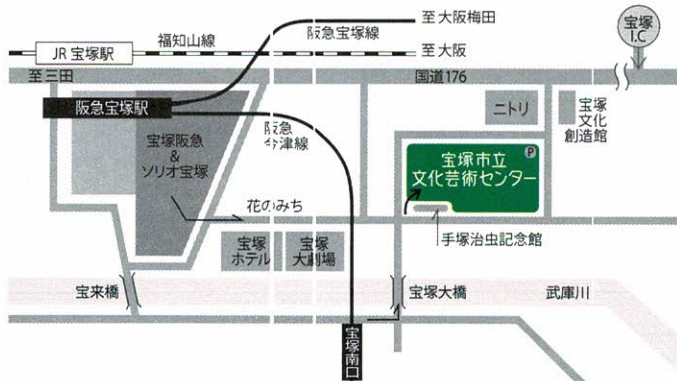 至大阪梅田
福知山線
阪急宝塚線
JR 宝塚駅
至大阪
宝塚
I.C
至三田
国道176
阪急宝塚駅
ニトリ
宝塚
文化
創造館
阪急
今津線
宝塚阪急
&
ソリオ宝塚
P
宝塚市立
文化芸術センター
花のみち
手塚治虫記念館
宝塚
ホテル
宝塚
大劇場
宝来橋
宝塚大橋
武庫川
宝塚南口